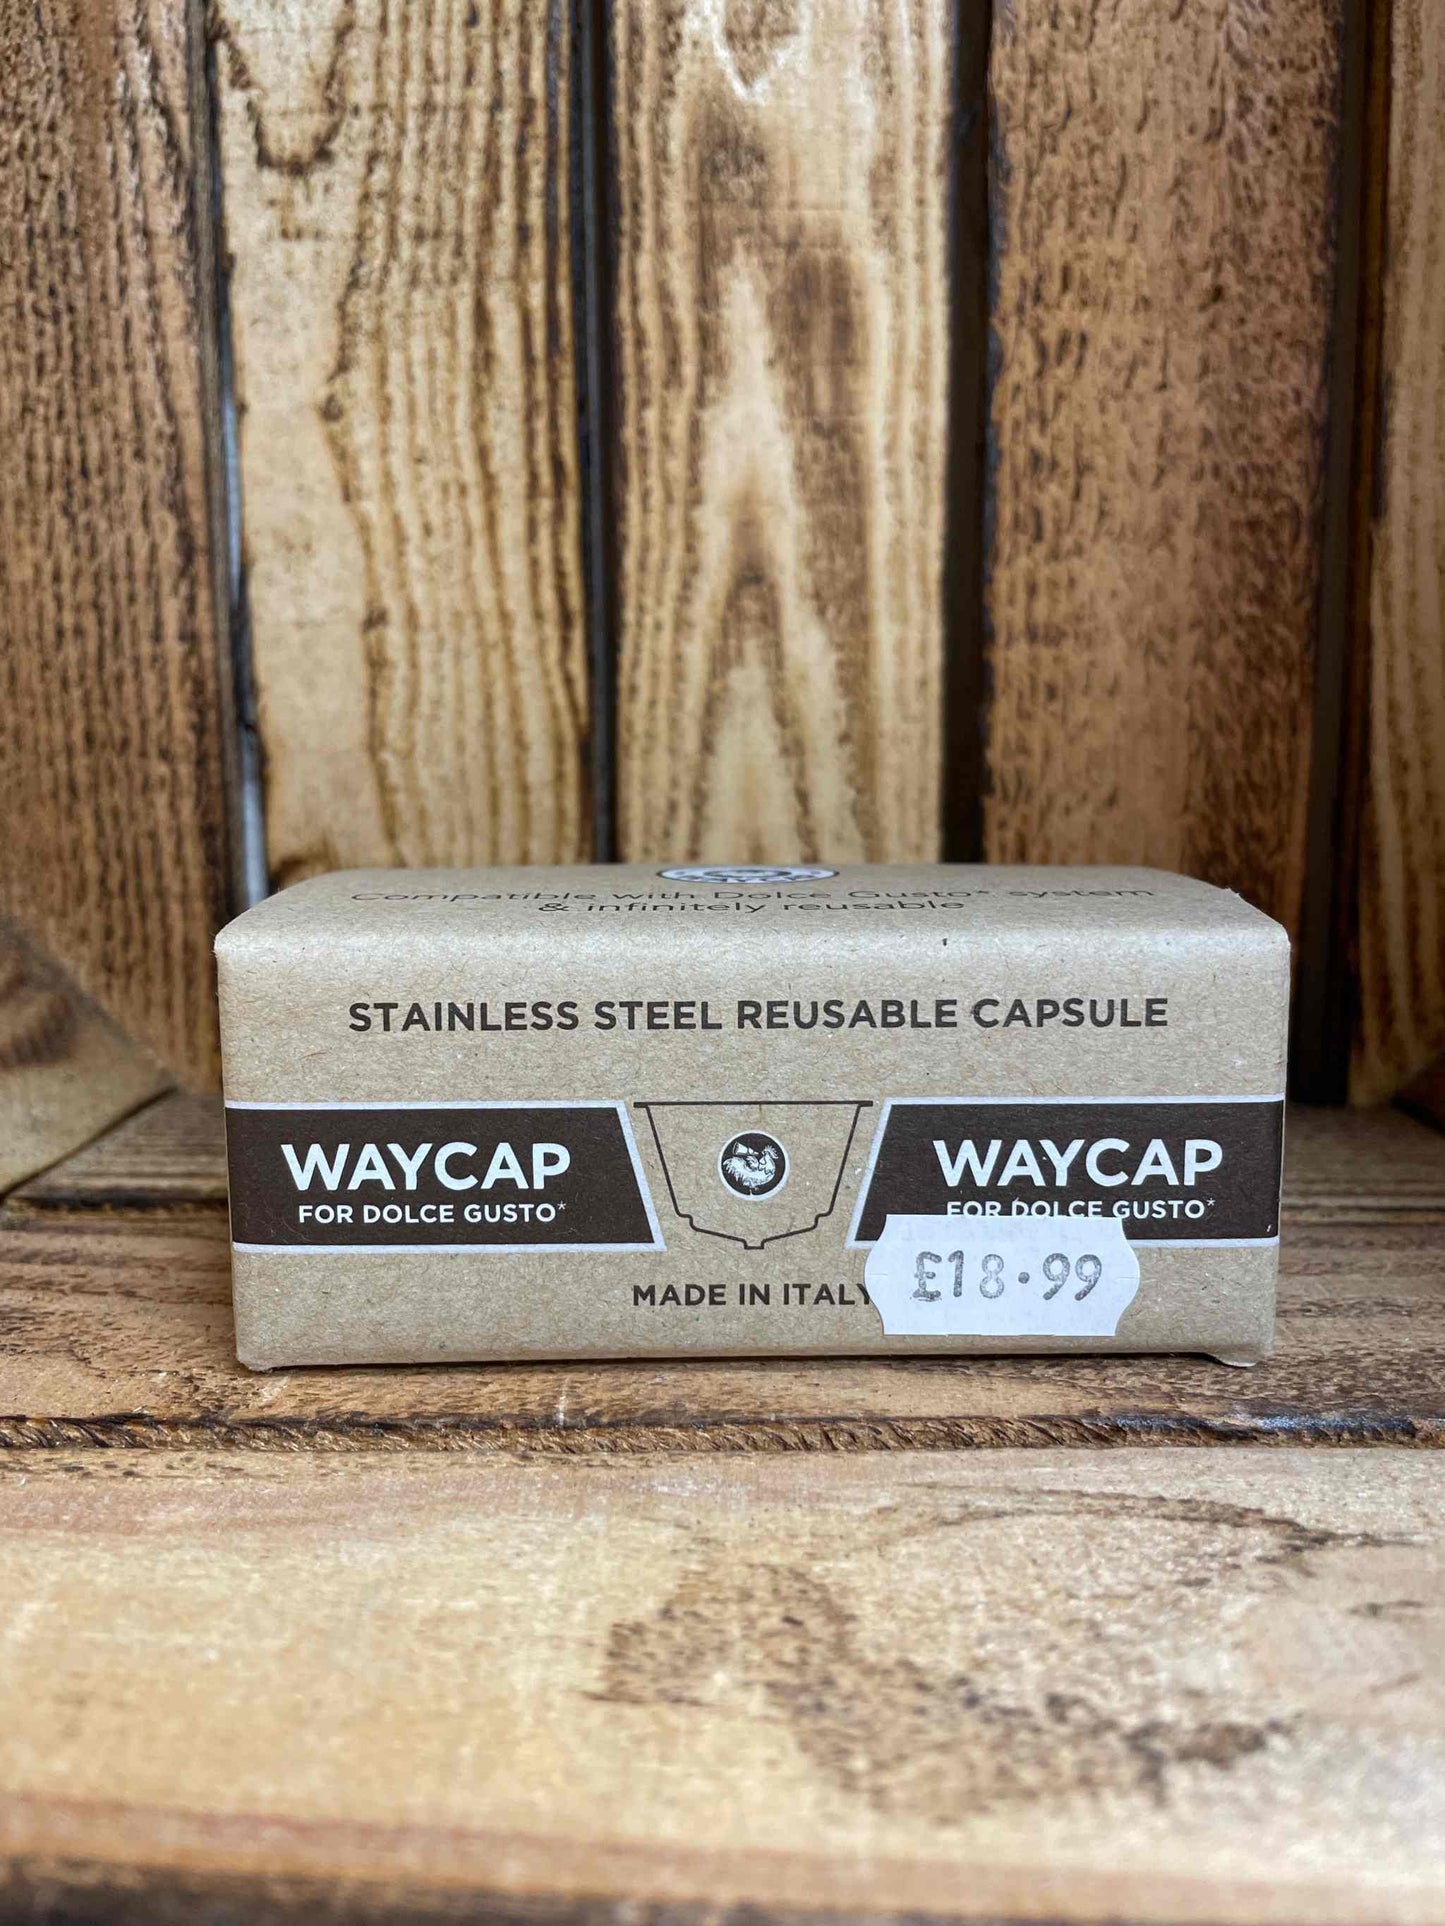 Compatible with Dolce Gusto* system
& infinitely reusable
STAINLESS STEEL REUSABLE CAPSULE
WAYCAP
FOR DOLCE GUSTO*
WAYCAP
FOR DOLCE GUSTO*
MADE IN ITALY
£18.99